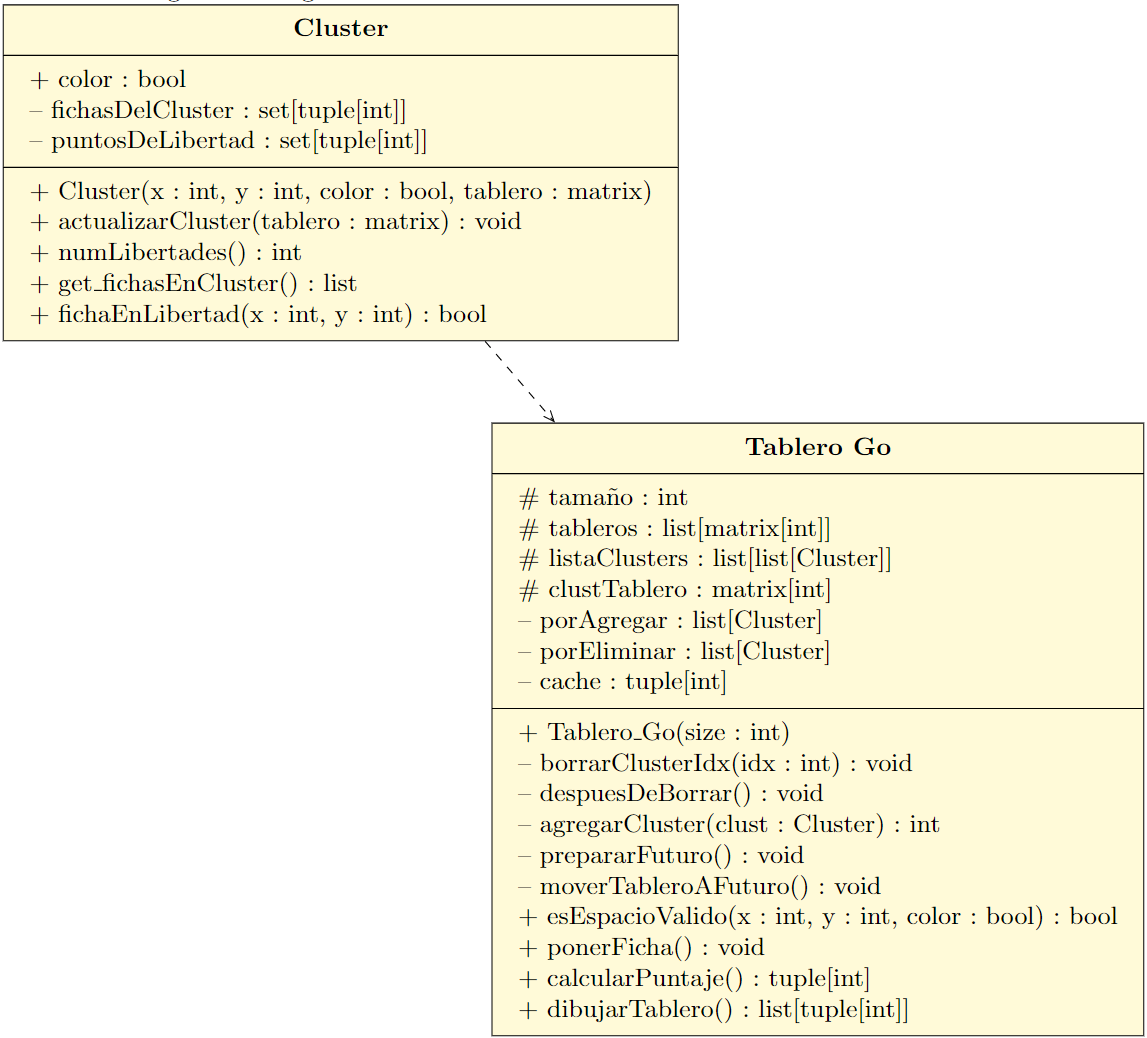 Cluster
+ color : bool
– fichasDelCluster : set[tuple[int]]
– puntosDeLibertad : set[tuple[int]]
+ Cluster(x : int, y : int, color : bool, tablero : matrix)
+ actualizarCluster(tablero : matrix) : void
+ numLibertades() : int
+ get_fichasEnCluster() : list
+ fichaEnLibertad(x : int, y : int) : bool
Tablero Go
# tamaño : int
# tableros : list[matrix[int]]
# listaClusters : list[list[Cluster]]
# clustTablero : matrix[int]
– porAgregar : list[Cluster]
– porEliminar : list[Cluster]
– cache : tuple[int]
+ Tablero_Go(size : int)
– borrarClusterIdx(idx : int) : void
– despuesDeBorrar() : void
– agregarCluster(clust : Cluster) : int
– prepararFuturo() : void
– moverTableroAFuturo() : void
+ esEspacioValido(x : int, y : int, color : bool) : bool
+ ponerFicha() : void
+ calcularPuntaje() : tuple[int]
+ dibujarTablero() : list[tuple[int]]